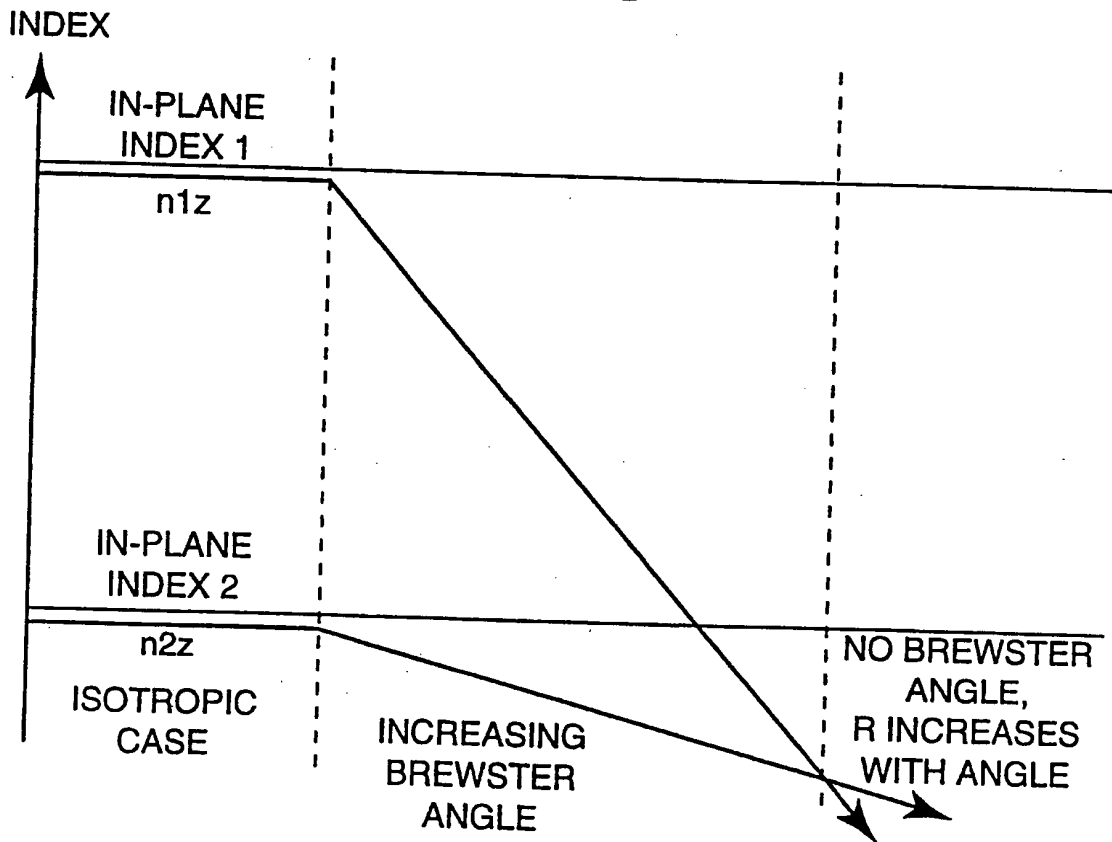 INDEX
IN-PLANE
INDEX 1
n1z
IN-PLANE
INDEX 2
n2z
ISOTROPIC
CASE
INCREASING
BREWSTER
ANGLE
NO BREWSTER
ANGLE,
R INCREASES
WITH ANGLE